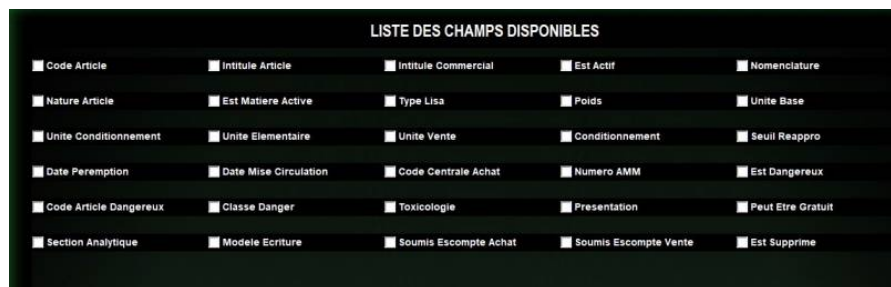 LISTE DES CHAMPS DISPONIBLES
Code Article Intitule Article Intitule Commercial Est Actif Nomenclature
Nature Article Est Matiere Active Type Lisa Poids Unite Base
Unite Conditionnement Unite Elementaire Unite Vente Conditionnement Seuil Reappro
Date Peremption Date Mise Circulation Code Centrale Achat Numero AMM Est Dangereux
Code Article Dangereux Classe Danger Toxicologie Presentation Peut Etre Gratuit
Section Analytique Modele Ecriture Soumis Escompte Achat Soumis Escompte Vente Est Supprime